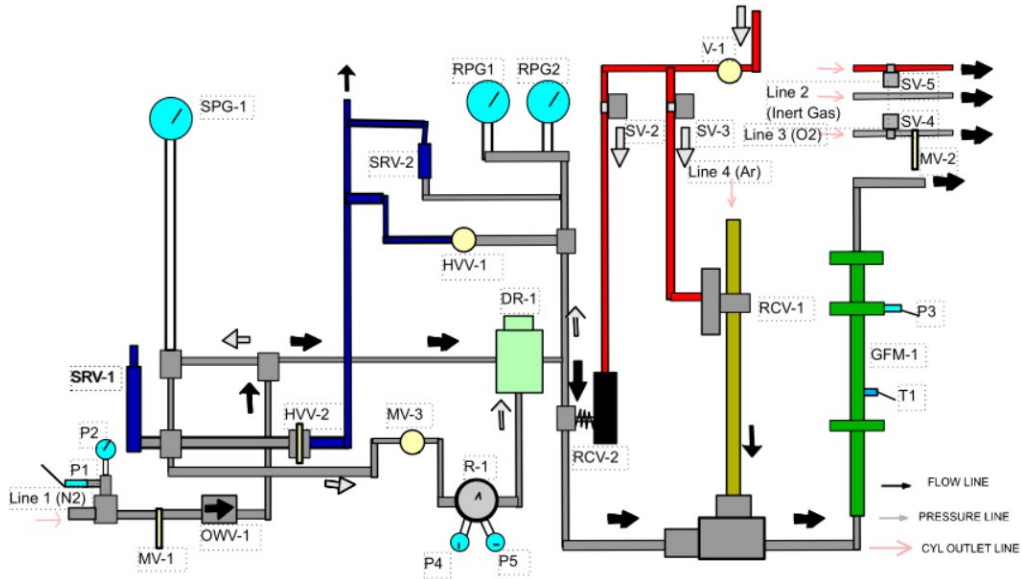 V-1
RPG1 RPG2
SPG-1
SV-5
Line 2
(Inert Gas)
SV-4
SV-2
SV-3
Line 3 (O2)
SRV-2
MV-2
Line 4 (Ar)
HVV-1
DR-1
RCV-1
P3
GFM-1
SRV-1
T1
HVV-2
MV-3
P2
RCV-2
P1
R-1
Line 1 (N2)
FLOW LINE
OWV-1
PRESSURE LINE
MV-1
P4
P5
CYL OUTLET LINE